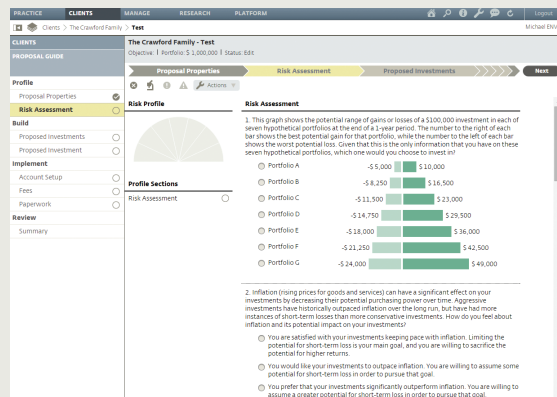 PRACTICE CLIENTS MANAGE RESEARCH PLATFORM Logout
Clients > The Crawford Family > Test Michael
CLIENTS
PROPOSAL GUIDE
Profile
Proposal Properties
Risk Assessment
Build
Proposed Investments
Proposed Investment
Implement
Account Setup
Fees
Paperwork
Review
Summary
The Crawford Family - Test
Objective: | Portfolio: $ 1,000,000 | Status: Edit
Proposal Properties Risk Assessment Proposed Investments Next
Actions
Risk Profile
Profile Sections
Risk Assessment
Risk Assessment
1. This graph shows the potential range of gains or losses of a $100,000 investment in each of
seven hypothetical portfolios at the end of a 1-year period. The number to the right of each
bar shows the best potential gain for that portfolio, while the number to the left of each bar
shows the worst potential loss. Given that this is the only information that you have on these
seven hypothetical portfolios, which one would you choose to invest in?
Portfolio A -$ 5,000 $ 10,000
Portfolio B -$ 8,250 $ 16,500
Portfolio C -$ 11,500 $ 23,000
Portfolio D -$ 14,750 $ 29,500
Portfolio E -$ 18,000 $ 36,000
Portfolio F -$ 21,250 $ 42,500
Portfolio G -$ 24,000 $ 49,000
2. Inflation (rising prices for goods and services) can have a significant effect on your
investments by decreasing their potential purchasing power over time. Aggressive
investments have historically outpaced inflation over the long run, but have had more
instances of short-term losses than more conservative investments. How do you feel about
inflation and its potential impact on your investments?
You are satisfied with your investments keeping pace with inflation. Limiting the
potential for short-term loss is your main goal, and you are willing to sacrifice the
potential for higher returns.
You would like your investments to outpace inflation. You are willing to assume some
potential for short-term loss in order to pursue that goal.
You prefer that your investments significantly outperform inflation. You are willing to
assume a greater potential for short-term loss in order to pursue that goal.